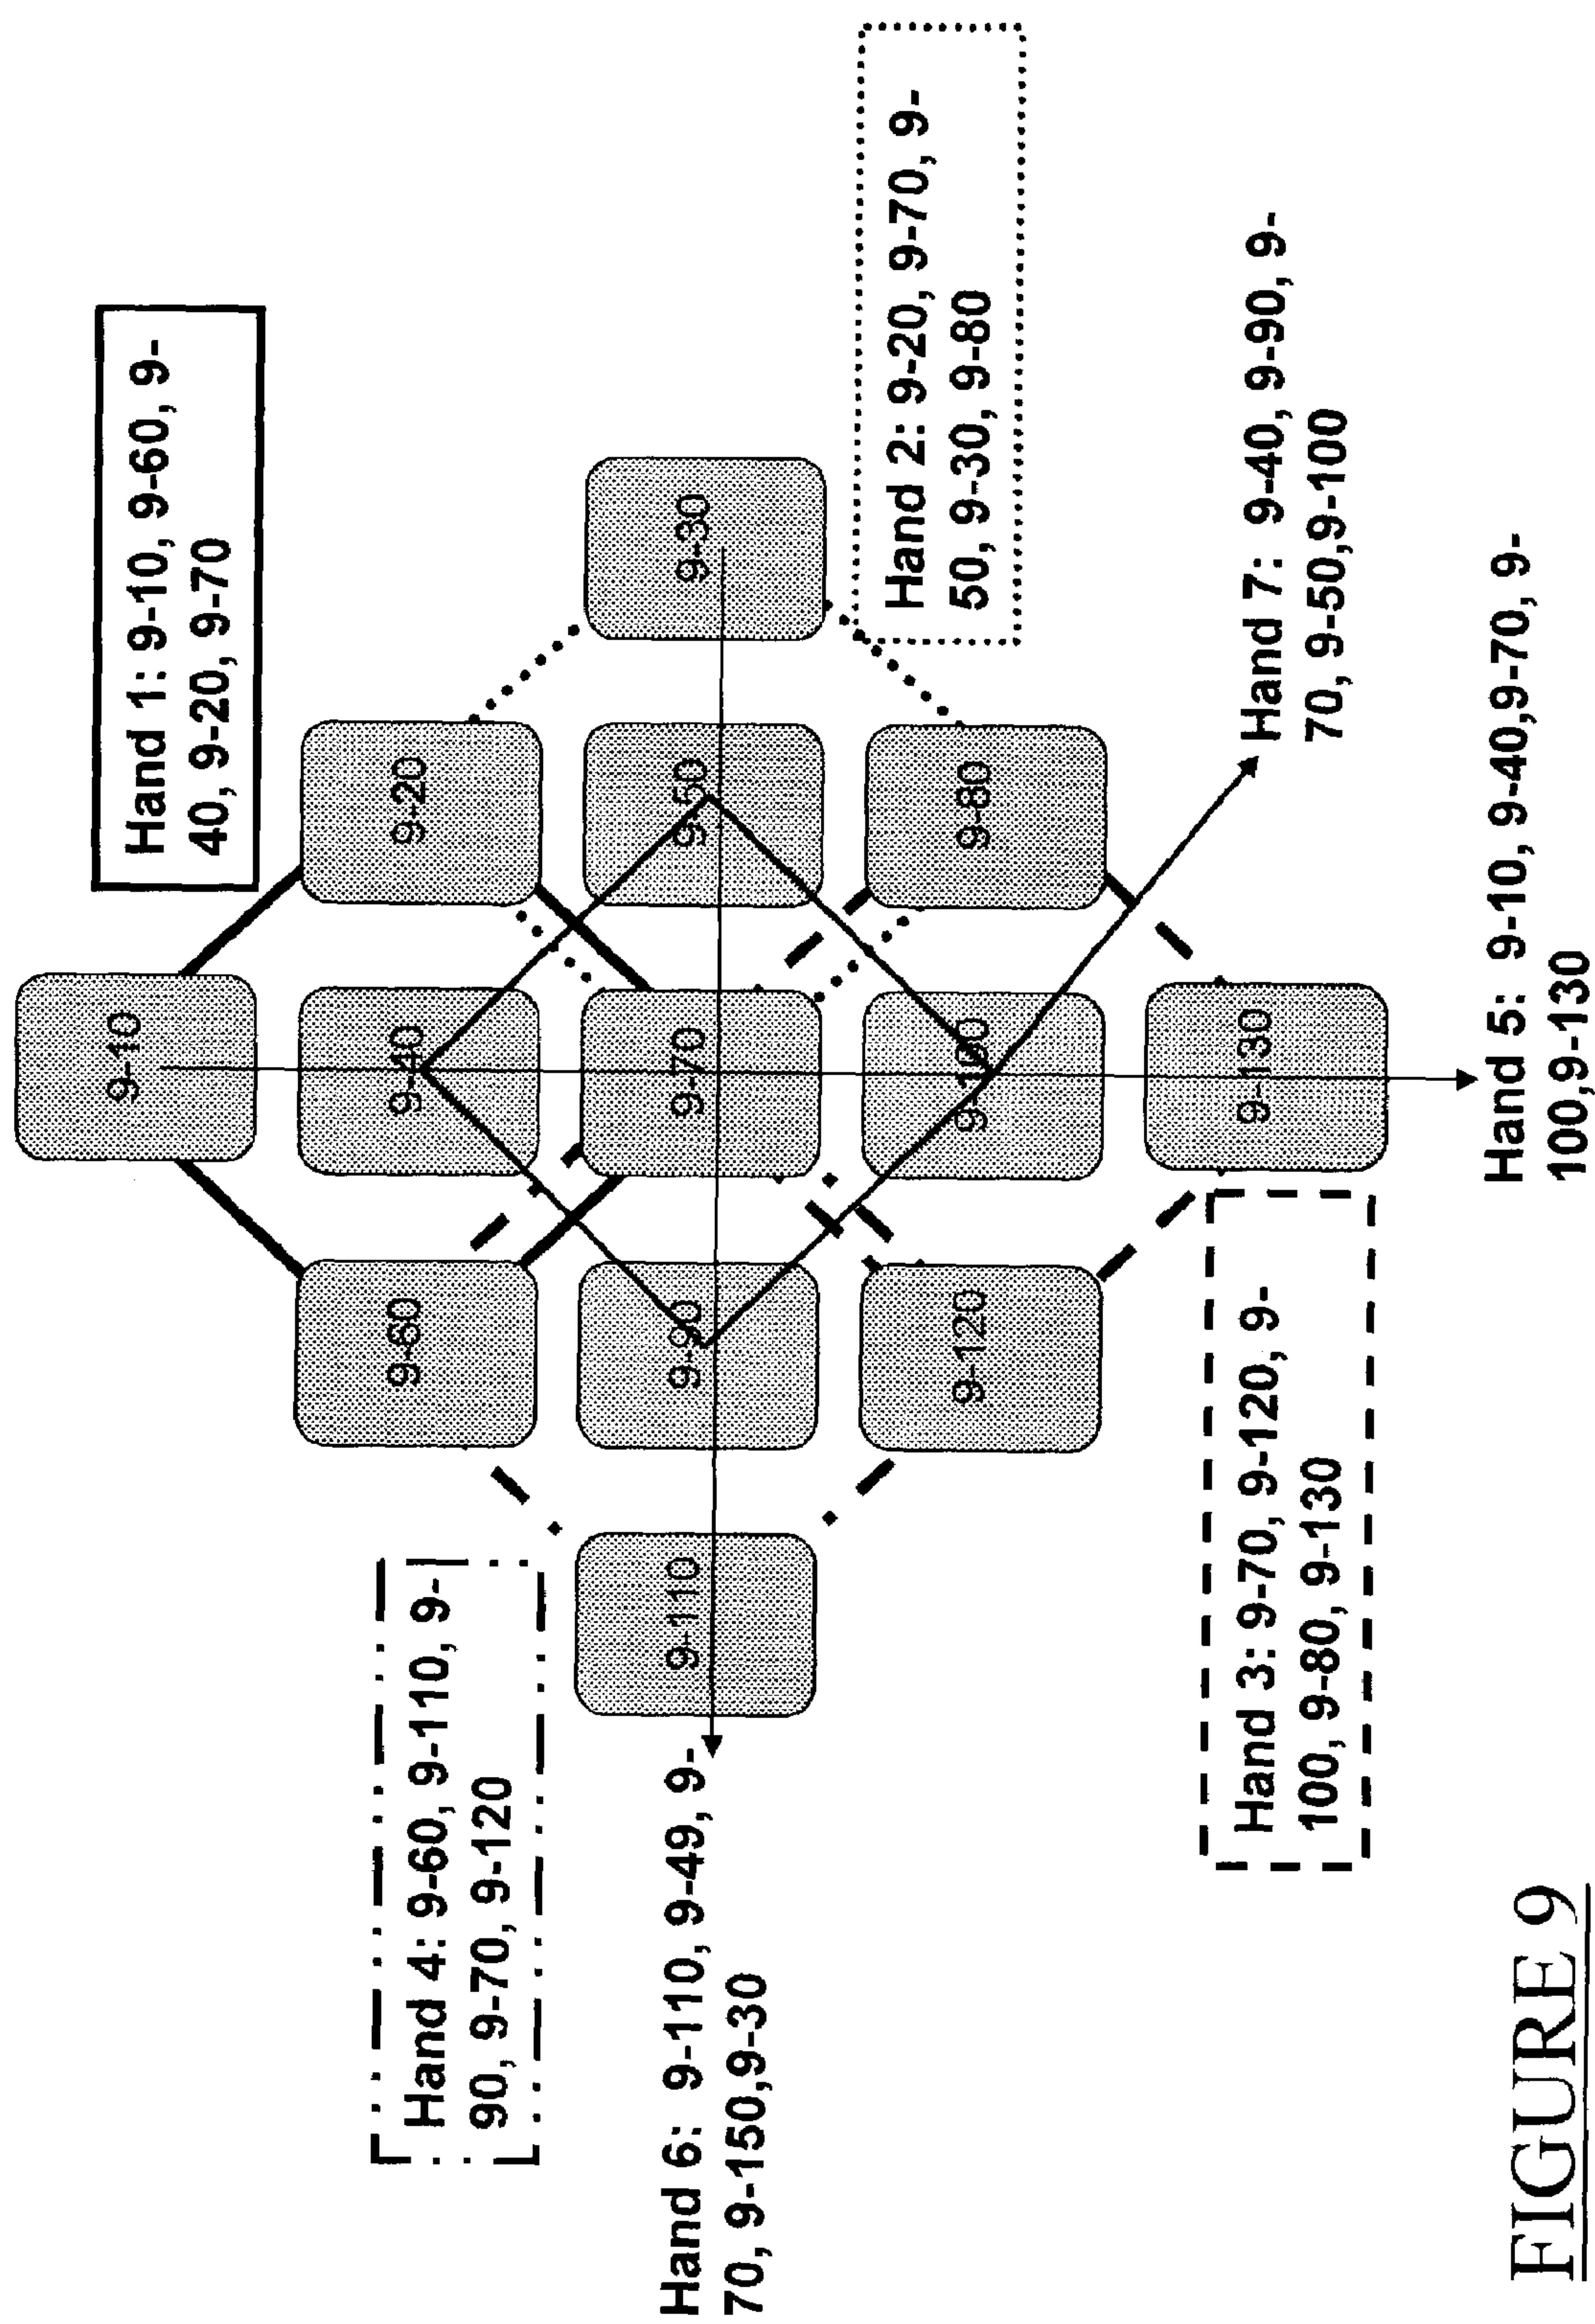 9-10
Hand 1: 9-10, 9-60, 9-
40, 9-20, 9-70
Hand 4: 9-60, 9-110, 9-
90, 9-70, 9-120
9-60
9-40
9-20
Hand 6: 9-110, 9-49, 9-
70, 9-150,9-30
9-110
9-90
9-70
9-50
9-30
Hand 2: 9-20, 9-70, 9-
50, 9-30, 9-80
9-120
9-100
9-80
Hand 3: 9-70, 9-120, 9-
100, 9-80, 9-130
9-130
Hand 7: 9-40, 9-90, 9-
70, 9-50,9-100
Hand 5: 9-10, 9-40,9-70, 9-
100,9-130
FIGURE 9